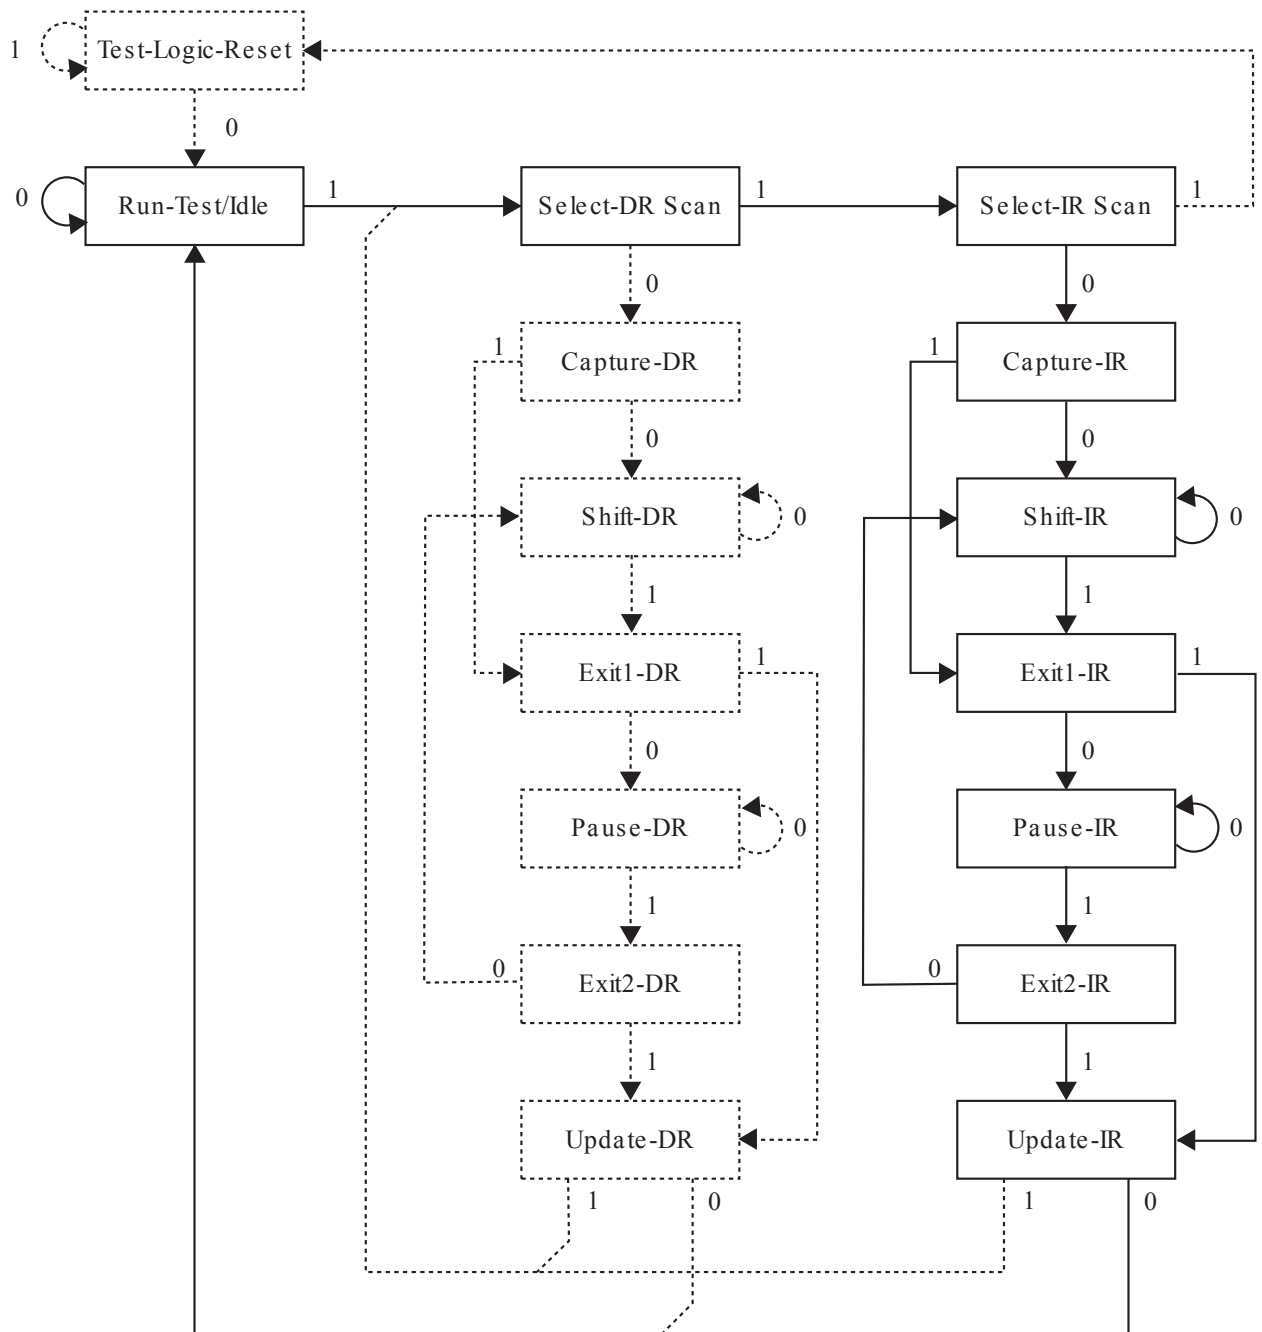 1
Test-Logic-Reset
0
0
Run-Test/Idle
1
Select-DR Scan
1
Select-IR Scan
1
0
0
1
Capture-DR
1
Capture-IR
0
0
Shift-DR
0
Shift-IR
0
1
1
Exit1-DR
1
Exit1-IR
1
0
0
Pause-DR
0
Pause-IR
0
1
1
0
Exit2-DR
0
Exit2-IR
1
1
Update-DR
Update-IR
1
0
1
0